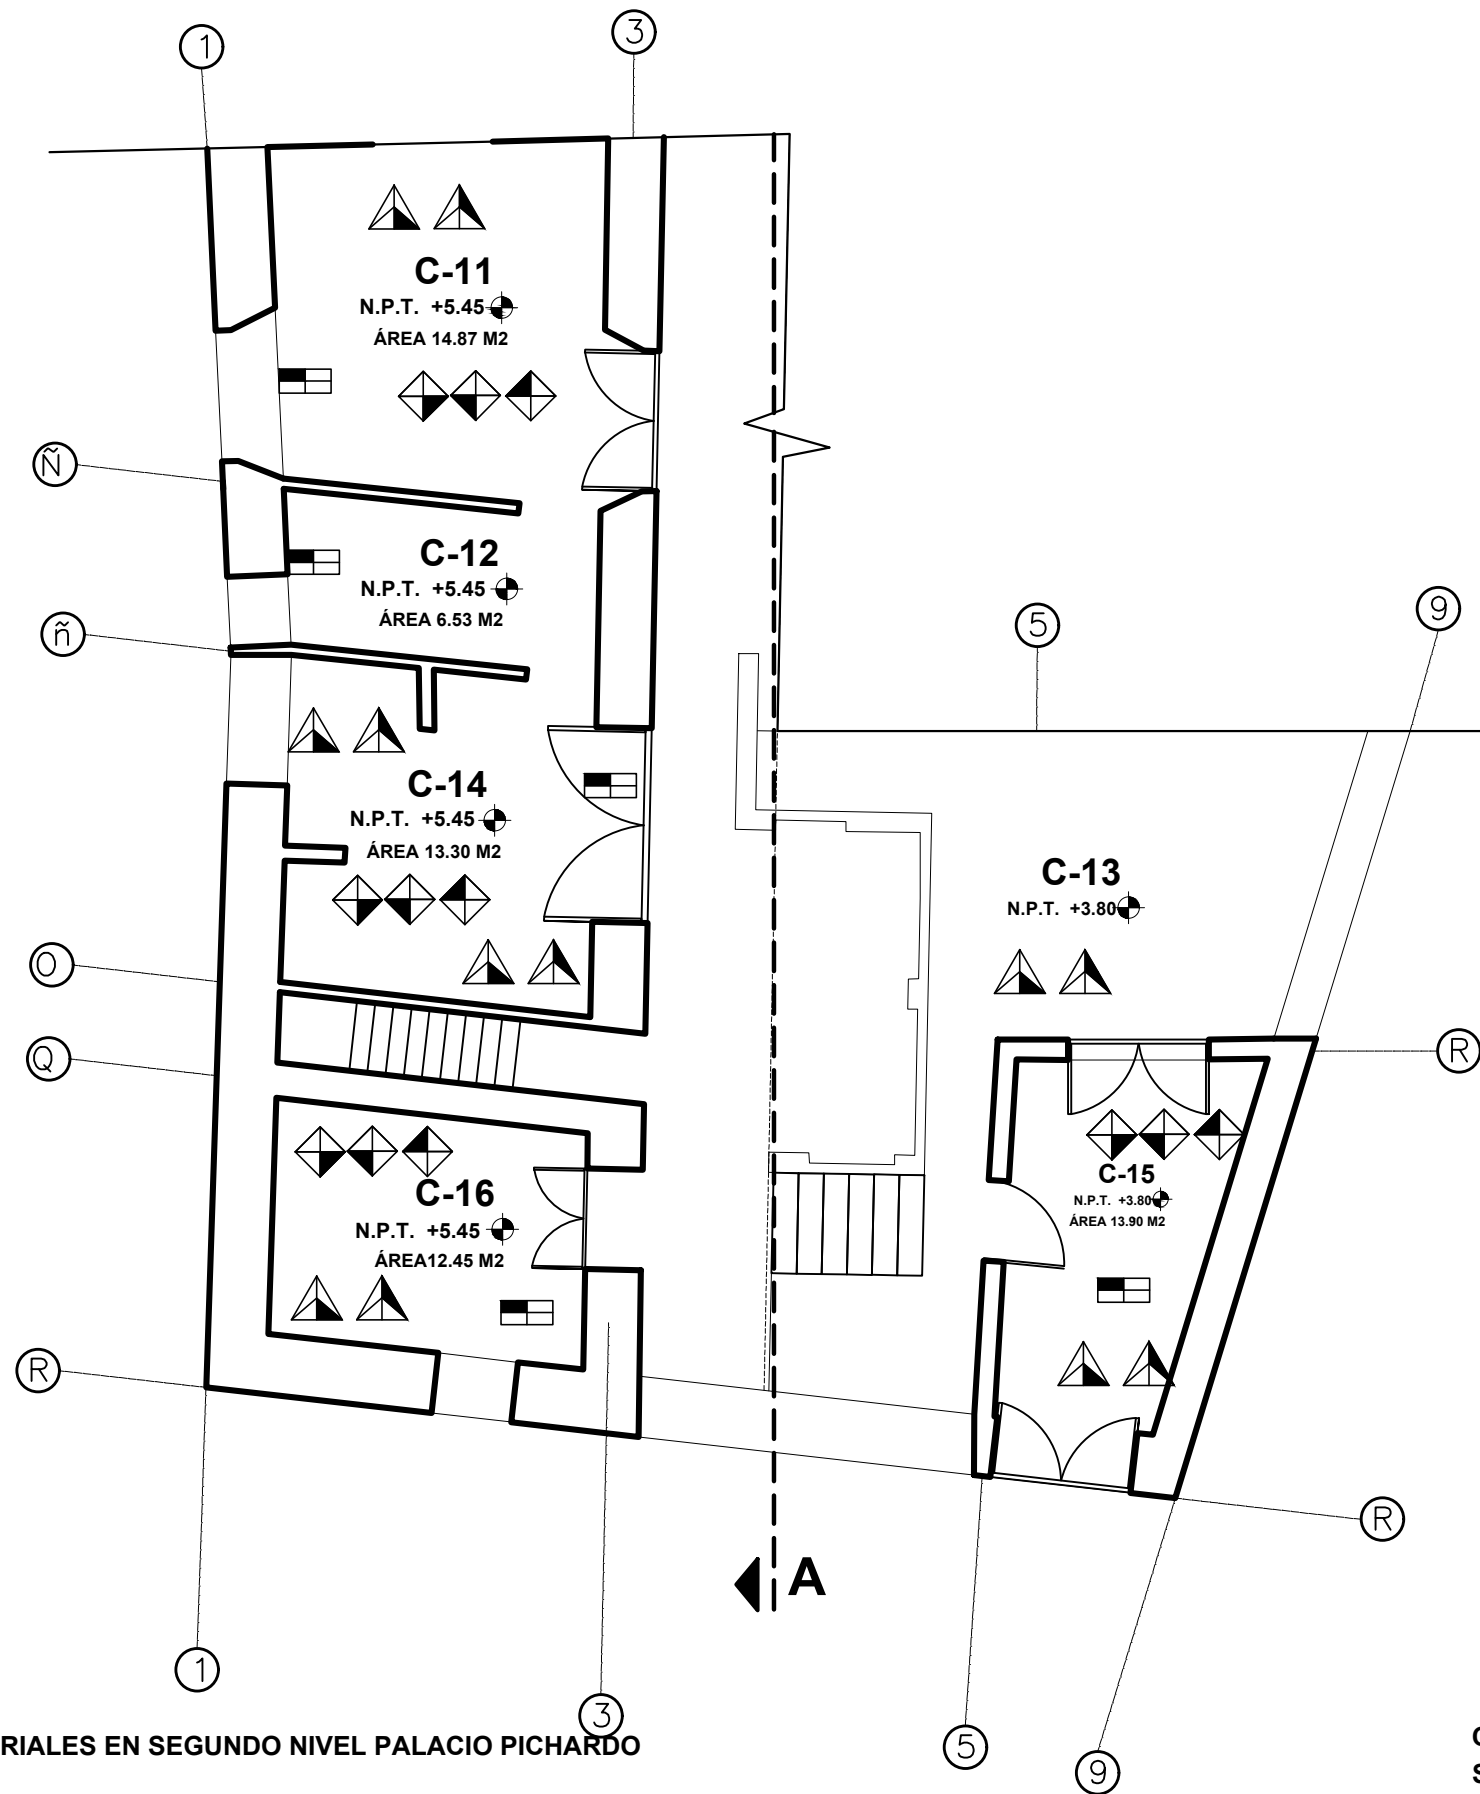 1
3
C-11
N.P.T. +5.45
ÁREA 14.87 M2
Ñ
C-12
N.P.T. +5.45
ÁREA 6.53 M2
ñ
5
9
C-14
N.P.T. +5.45
ÁREA 13.30 M2
C-13
N.P.T. +3.80
O
Q
R
C-16
N.P.T. +5.45
ÁREA12.45 M2
C-15
N.P.T. +3.80
ÁREA 13.90 M2
R
R
A
1
3
5
9
RIALES EN SEGUNDO NIVEL PALACIO PICHARDO